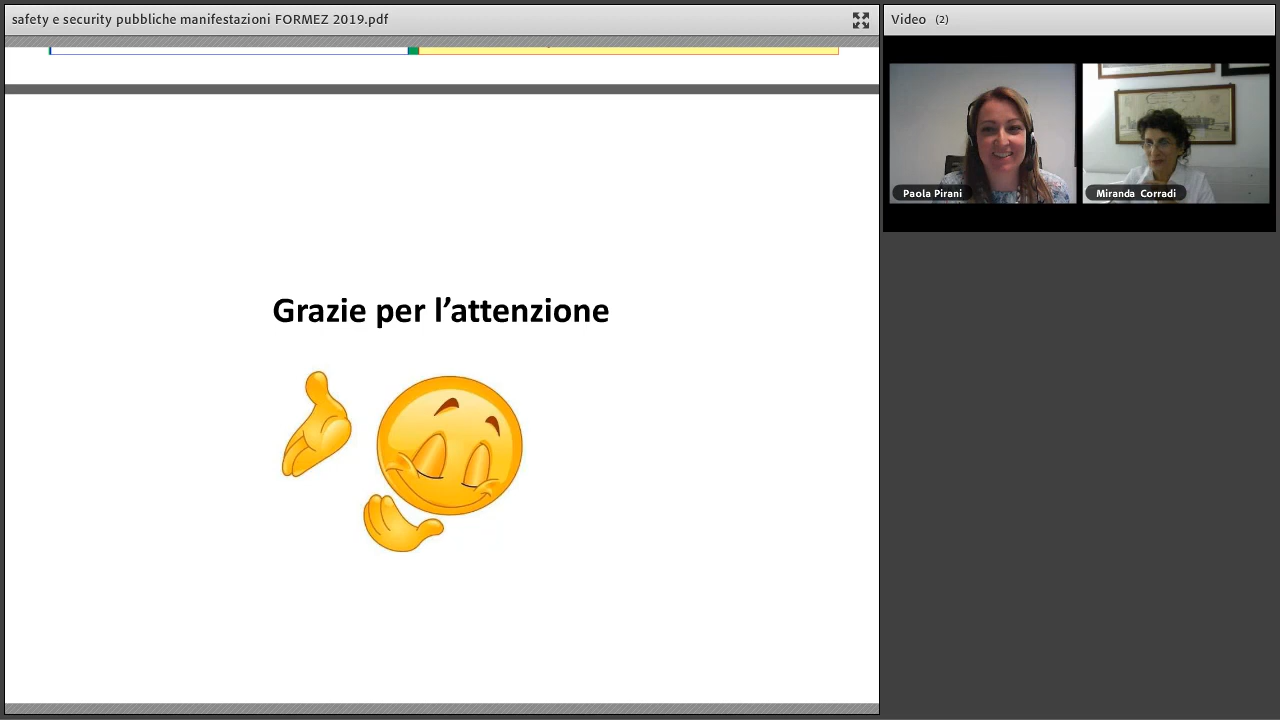 safety e security pubbliche manifestazioni FORMEZ 2019.pdf
Video (2)
Paola Pirani
Miranda Corradi
Grazie per l’attenzione